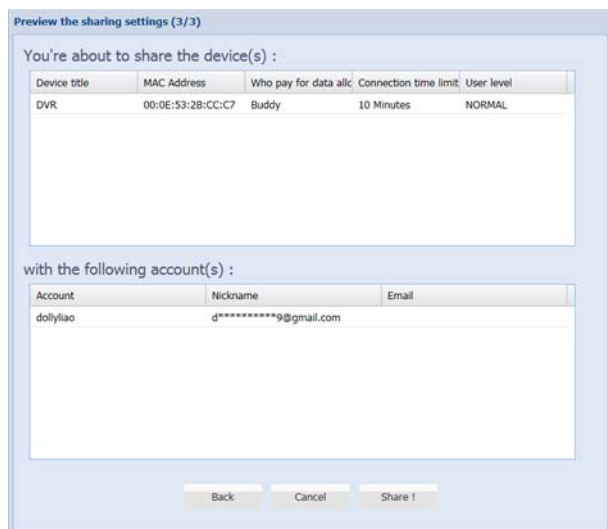 Preview the sharing settings (3/3)
You're about to share the device(s) :
Device title MAC Address Who pay for data allc Connection time limit User level
DVR 00:0E:53:2B:CC:C7 Buddy 10 Minutes NORMAL
with the following account(s) :
Account Nickname Email
dollyliao d**********9@gmail.com
Back Cancel Share !